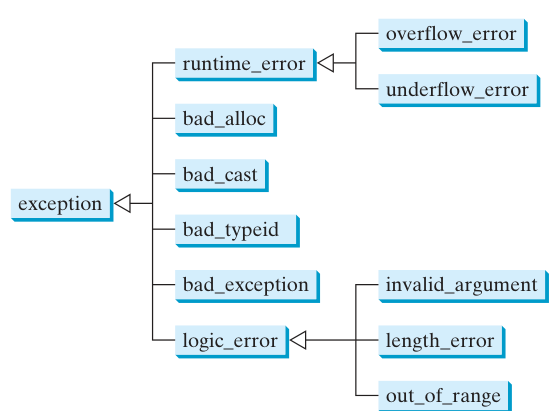 overflow_error
runtime_error
underflow_error
bad_alloc
bad_cast
exception
bad_typeid
bad_exception
invalid_argument
logic_error
length_error
out_of_range